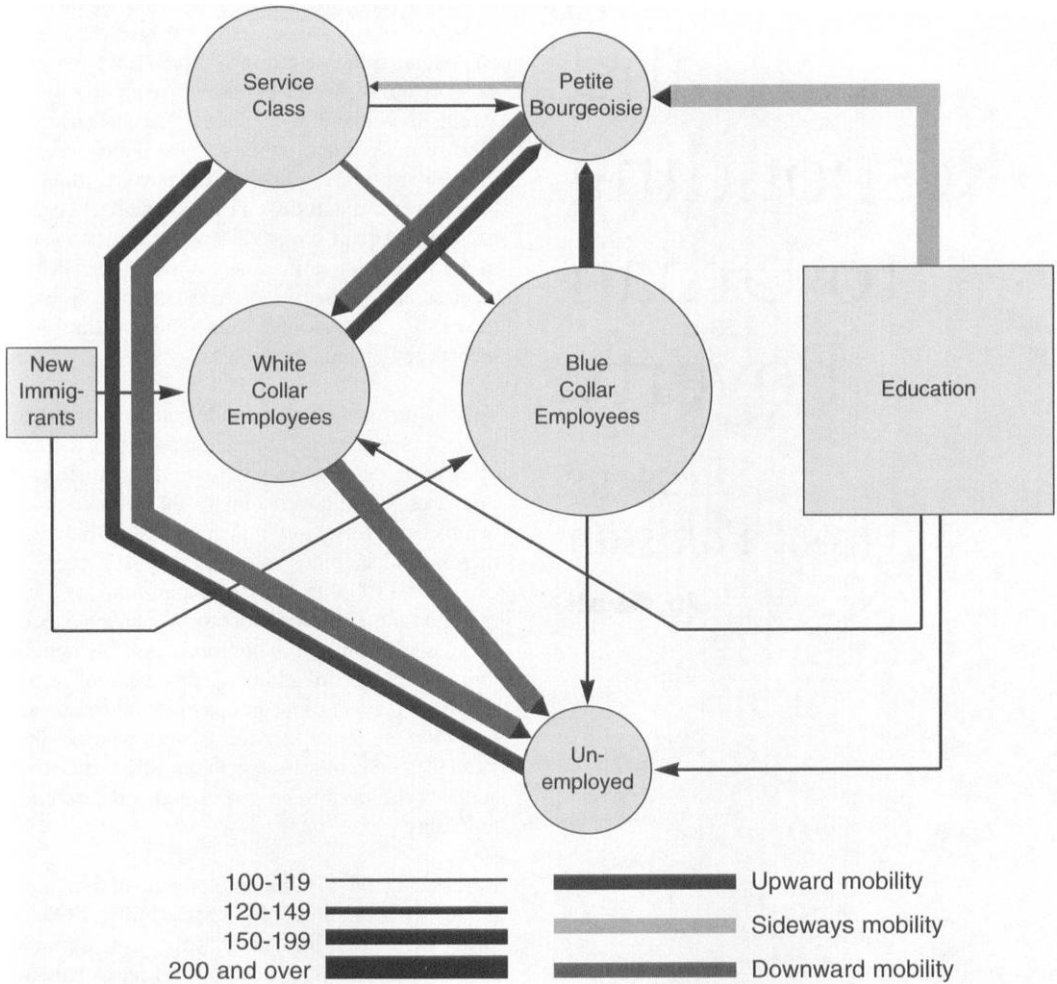 Service
Class
Petite
Bourgeoisie
New
Immig-
rants
White
Collar
Employees
Blue
Collar
Employees
Education
Un-
employed
100-119
120-149
150-199
200 and over
Upward mobility
Sideways mobility
Downward mobility